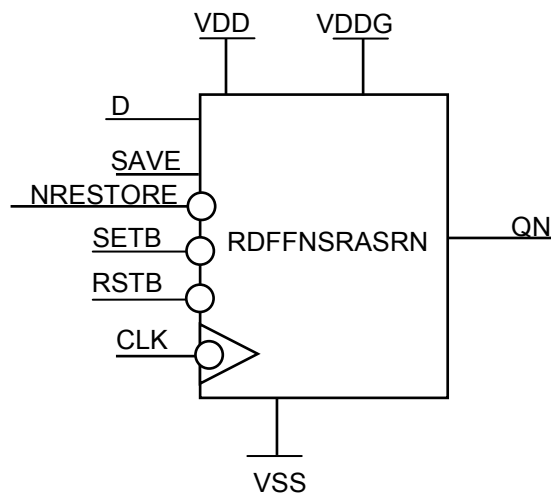 VDD VDDG
D
SAVE
NRESTORE
SETB RDFFNSRASRN QN
RSTB
CLK
VSS